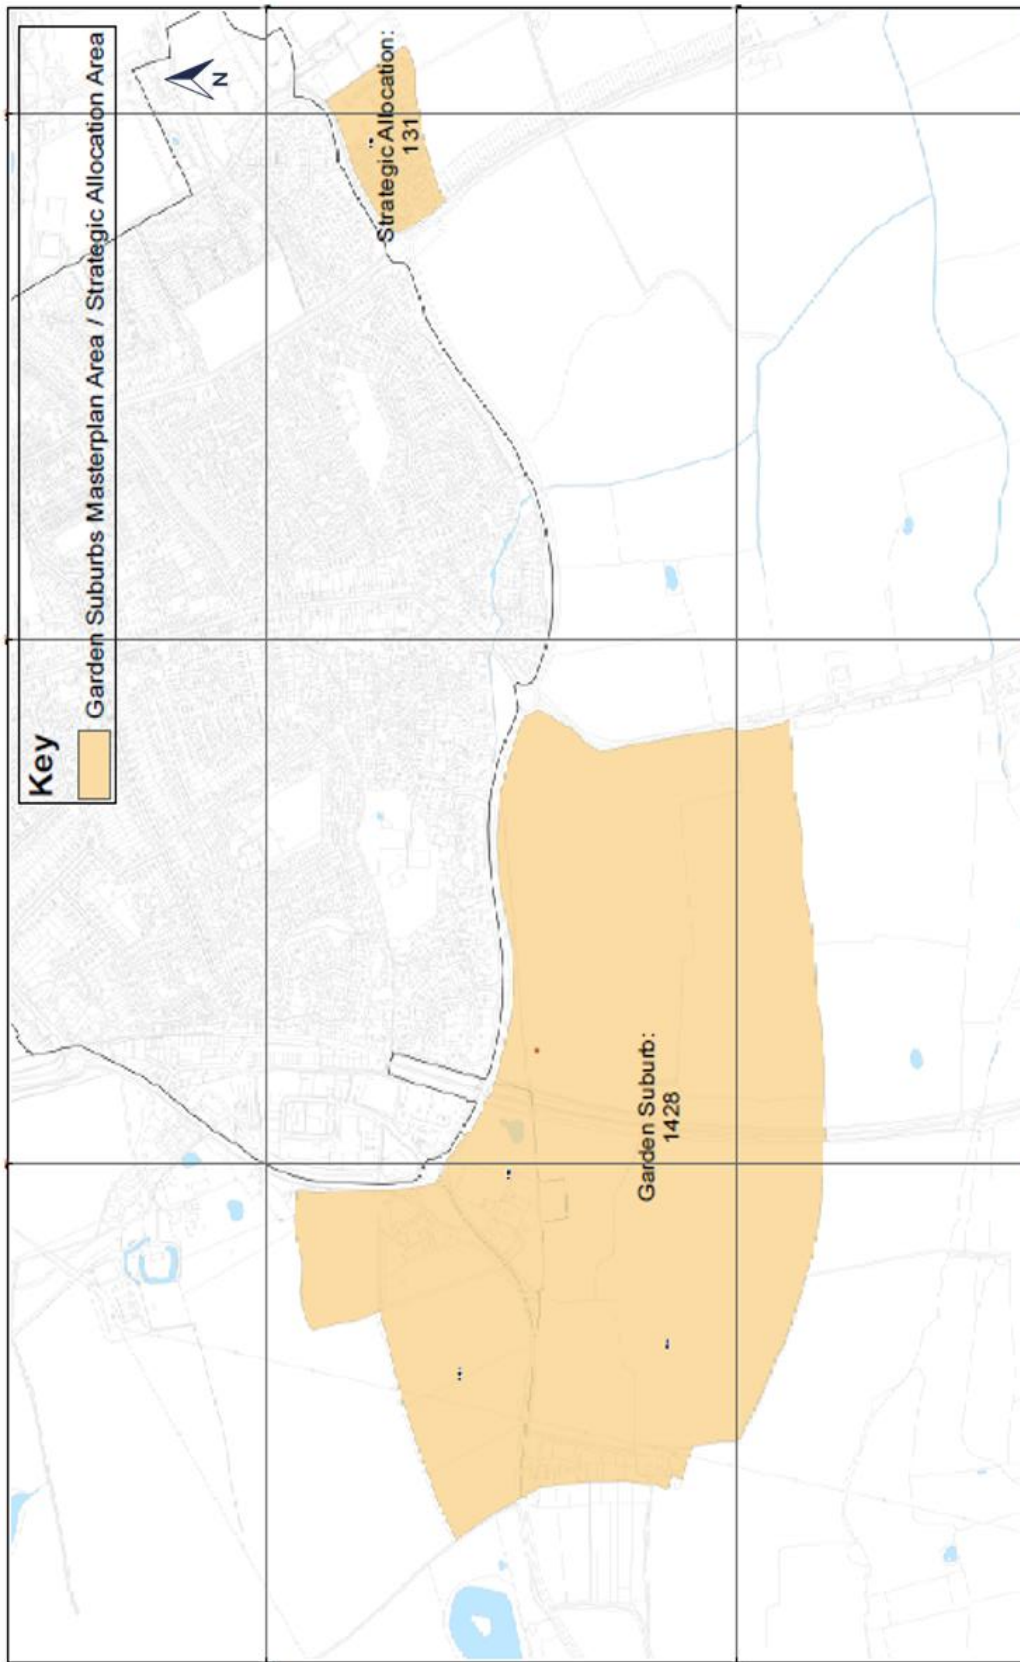 Key
Garden Suburbs Masterplan Area / Strategic Allocation Area
N
Strategic Allocation:
131
Garden Suburb:
1428